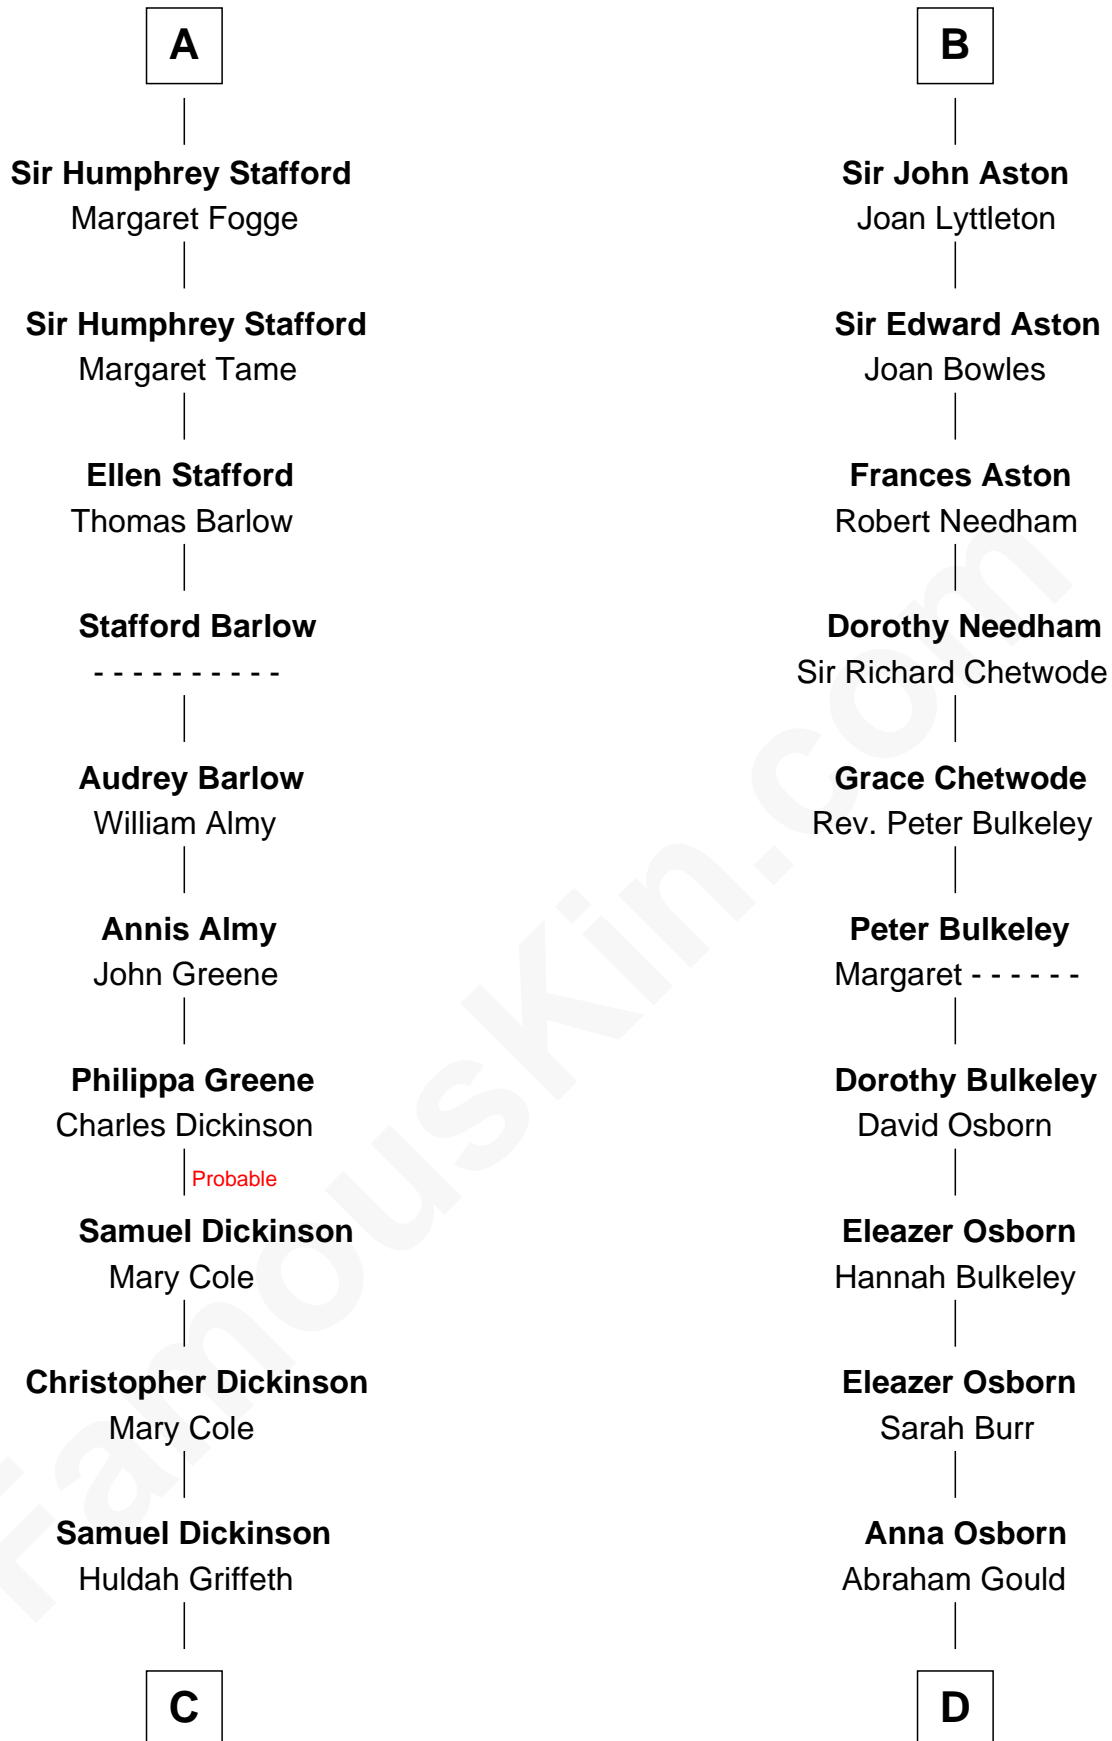 A
Sir Humphrey Stafford
Margaret Fogge
Sir Humphrey Stafford
Margaret Tame
Ellen Stafford
Thomas Barlow
Stafford Barlow
- - - - - - - - - -
Audrey Barlow
William Almy
Annis Almy
John Greene
Philippa Greene
Charles Dickinson
Probable
Samuel Dickinson
Mary Cole
Christopher Dickinson
Mary Cole
Samuel Dickinson
Huldah Griffeth
C
B
Sir John Aston
Joan Lyttleton
Sir Edward Aston
Joan Bowles
Frances Aston
Robert Needham
Dorothy Needham
Sir Richard Chetwode
Grace Chetwode
Rev. Peter Bulkeley
Peter Bulkeley
Margaret - - - - - -
Dorothy Bulkeley
David Osborn
Eleazer Osborn
Hannah Bulkeley
Eleazer Osborn
Sarah Burr
Anna Osborn
Abraham Gould
D
FamousKin.com